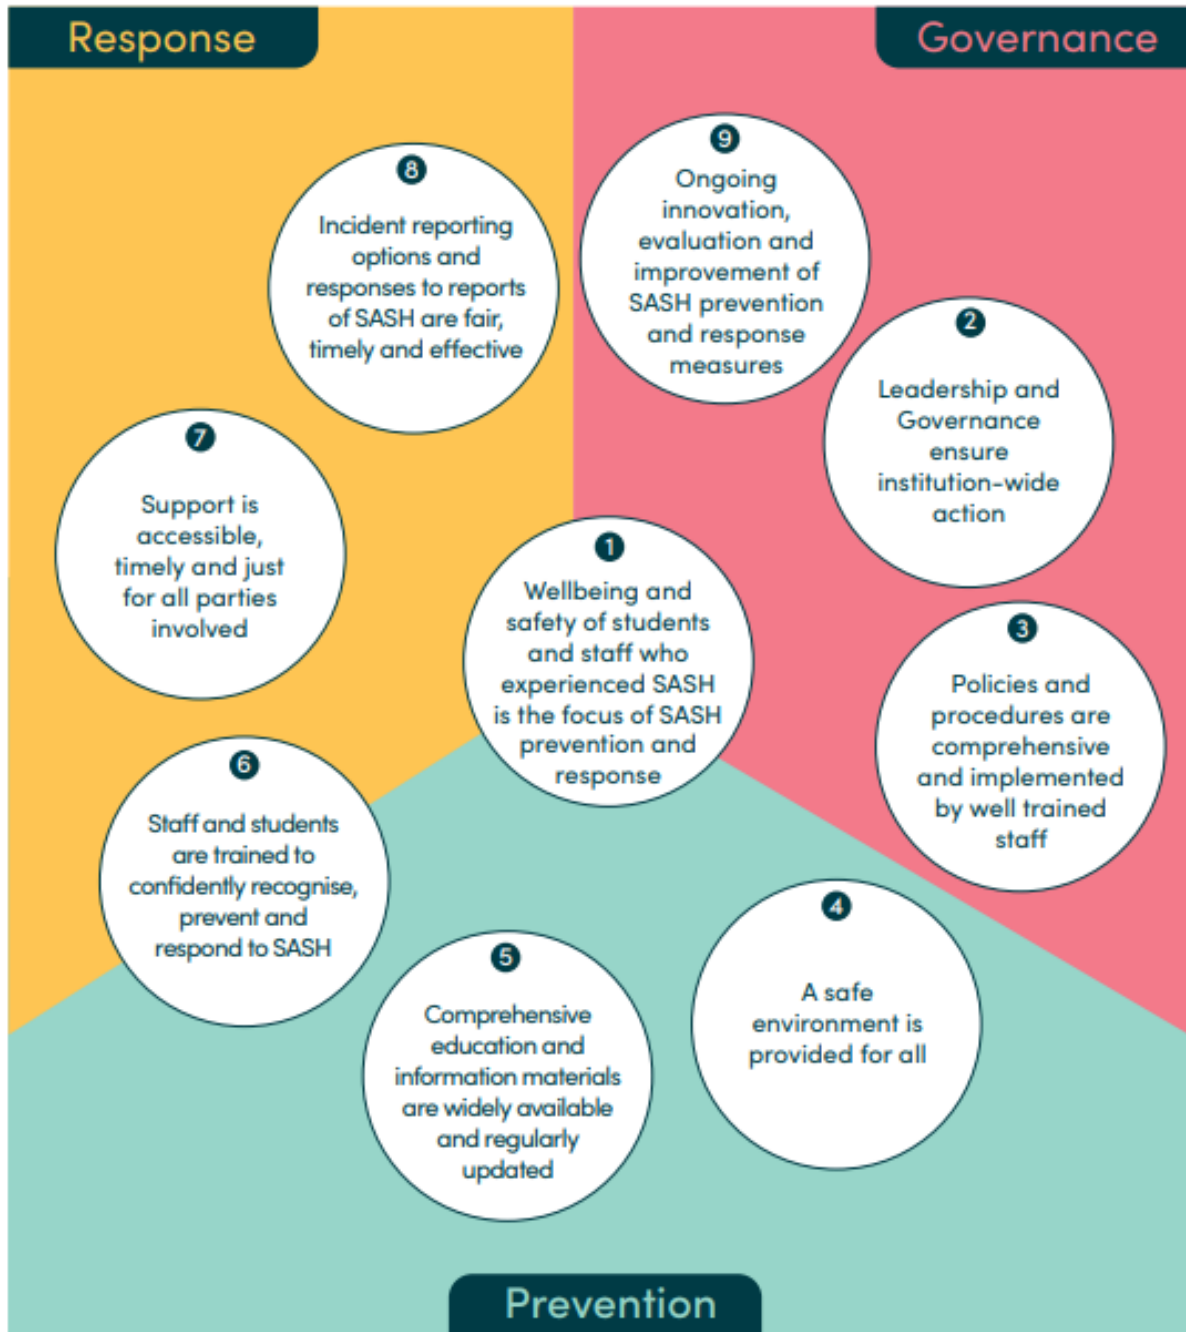 Response
Governance
8
Incident reporting
options and
responses to reports
of SASH are fair,
timely and effective
9
Ongoing
innovation,
evaluation and
improvement of
SASH prevention
and response
measures
2
Leadership and
Governance
ensure
institution-wide
action
7
Support is
accessible,
timely and just
for all parties
involved
1
Wellbeing and
safety of students
and staff who
experienced SASH
is the focus of SASH
prevention and
response
3
Policies and
procedures are
comprehensive
and implemented
by well trained
staff
6
Staff and students
are trained to
confidently recognise,
prevent and
respond to SASH
5
Comprehensive
education and
information materials
are widely available
and regularly
updated
4
A safe
environment is
provided for all
Prevention